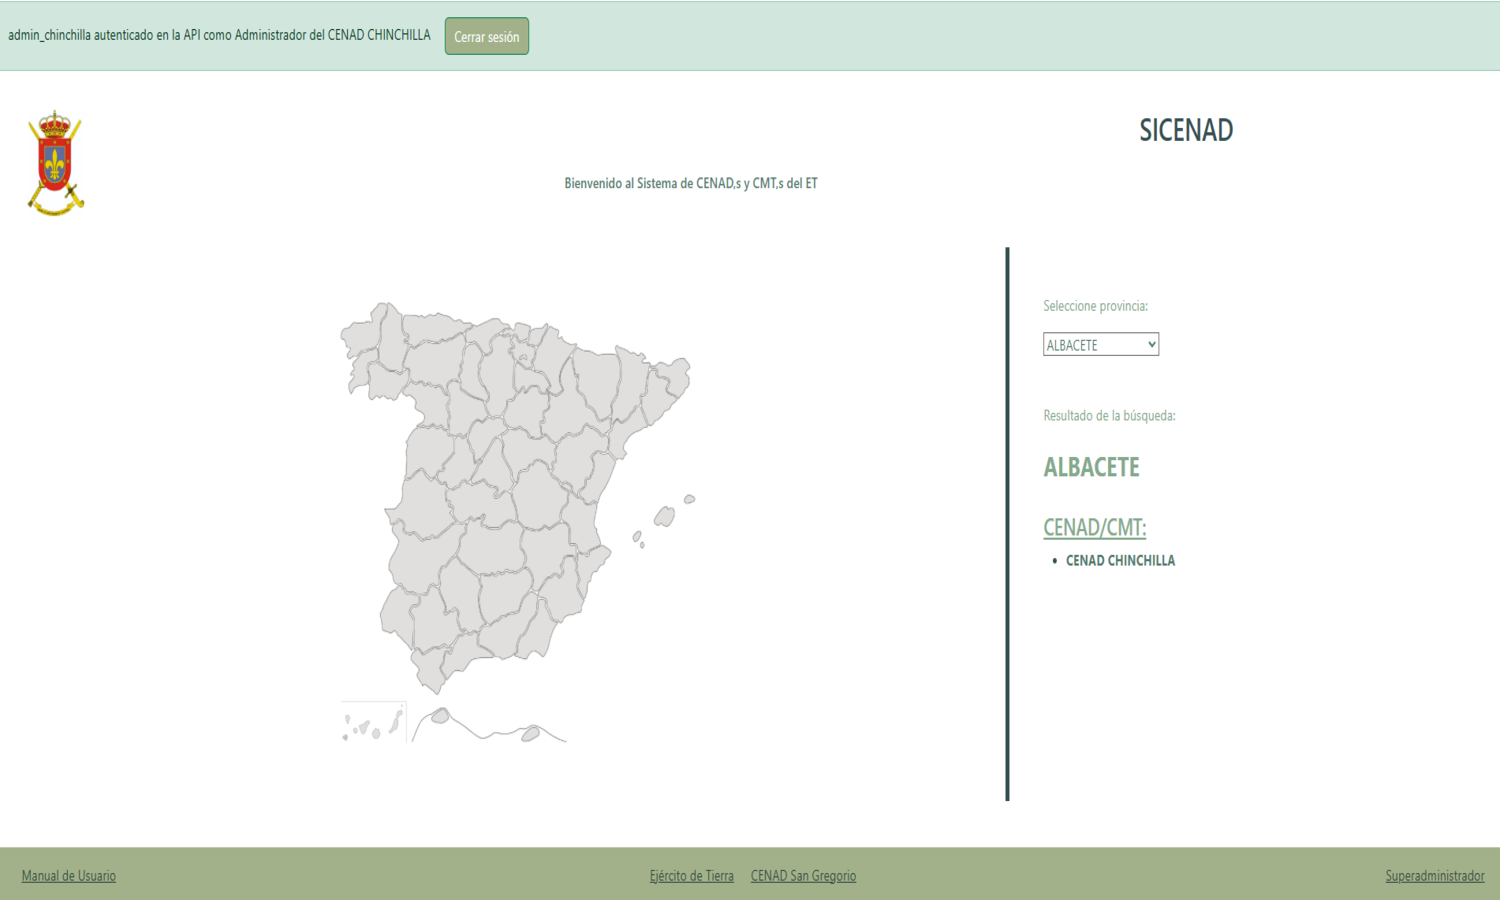 admin_chinchilla autenticado en la API como Administrador del CENAD CHINCHILLA
Cerrar sesión
SICENAD
Bienvenido al Sistema de CENAD,s y CMT,s del ET
Seleccione provincia:
ALBACETE
Resultado de la búsqueda:
ALBACETE
CENAD/CMT:
• CENAD CHINCHILLA
Manual de Usuario
Ejército de Tierra
CENAD San Gregorio
Superadministrador